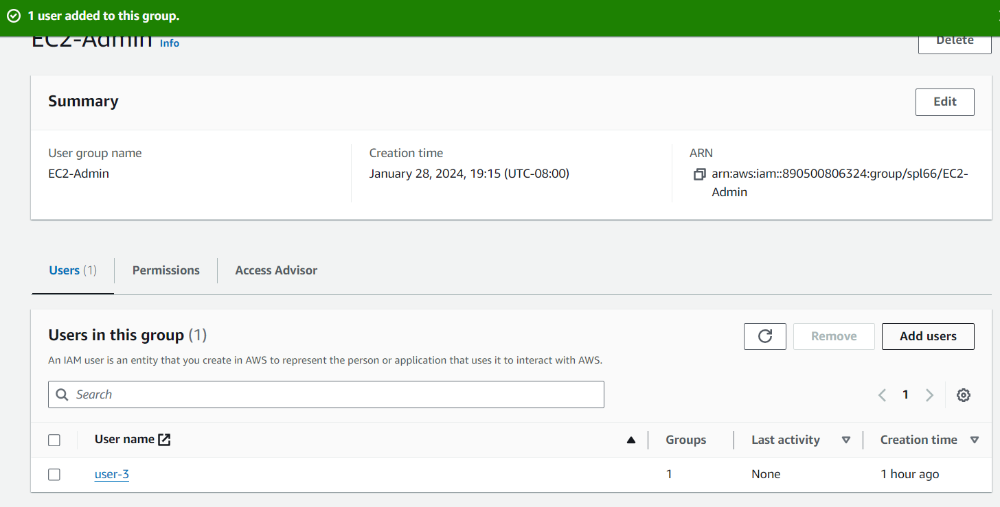 1 user added to this group.
EC2-Admin Info
Delete
Summary
Edit
User group name
EC2-Admin
Creation time
January 28, 2024, 19:15 (UTC-08:00)
ARN
arn:aws:iam::890500806324:group/spl66/EC2-
Admin
Users (1)
Permissions
Access Advisor
Users in this group (1)
Remove
Add users
An IAM user is an entity that you create in AWS to represent the person or application that uses it to interact with AWS.
Search
1
User name
Groups
Last activity
Creation time
user-3
1
None
1 hour ago